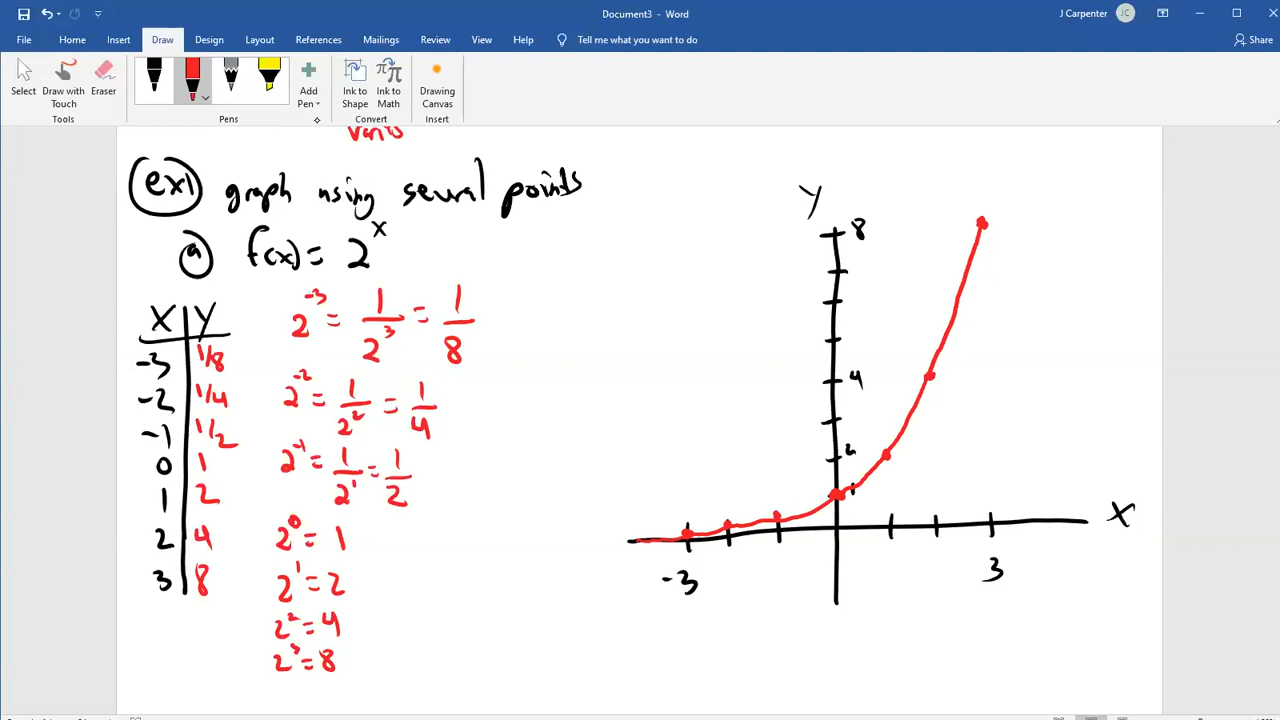 Document3 - Word
J Carpenter JC
File Home Insert Draw Design Layout References Mailings Review View Help Tell me what you want to do Share
Select Draw with Touch Eraser Add Pen Ink to Shape Ink to Math Drawing Canvas
Tools Pens Convert Insert
ex1 graph using several points
a f(x) = 2^x
X Y
-3 1/8
-2 1/4
-1 1/2
0 1
1 2
2 4
3 8
2^-3 = 1/2^3 = 1/8
2^-2 = 1/2^2 = 1/4
2^-1 = 1/2^1 = 1/2
2^0 = 1
2^1 = 2
2^2 = 4
2^3 = 8
Y
8
4
2
1
X
-3 3